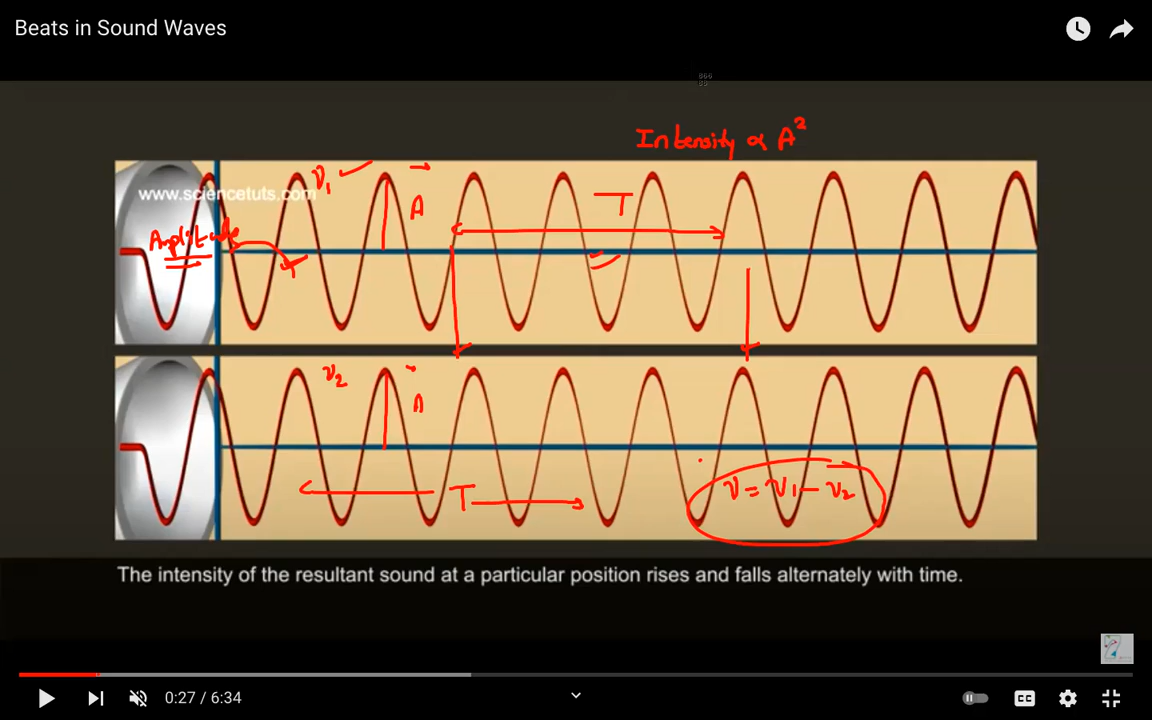 Beats in Sound Waves
Intensity ∝ A²
ν₁
www.sciencetuts.com
A
T
Amplitude
ν₂
A
T
ν = ν₁ – ν₂
The intensity of the resultant sound at a particular position rises and falls alternately with time.
0:27 / 6:34
CC